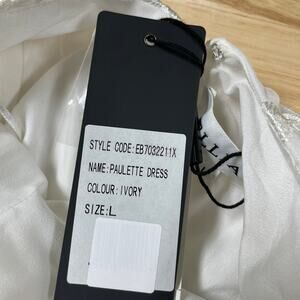 STYLE CODE:EB7032211X
NAME:PAULETTE DRESS
COLOUR:IVORY
SIZE:L